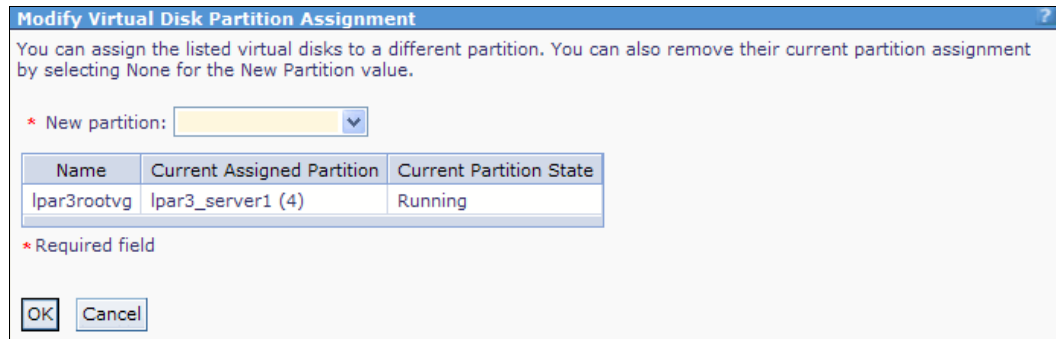 Modify Virtual Disk Partition Assignment ?
You can assign the listed virtual disks to a different partition. You can also remove their current partition assignment
by selecting None for the New Partition value.
* New partition:
Name Current Assigned Partition Current Partition State
lpar3rootvg lpar3_server1 (4) Running
* Required field
OK Cancel